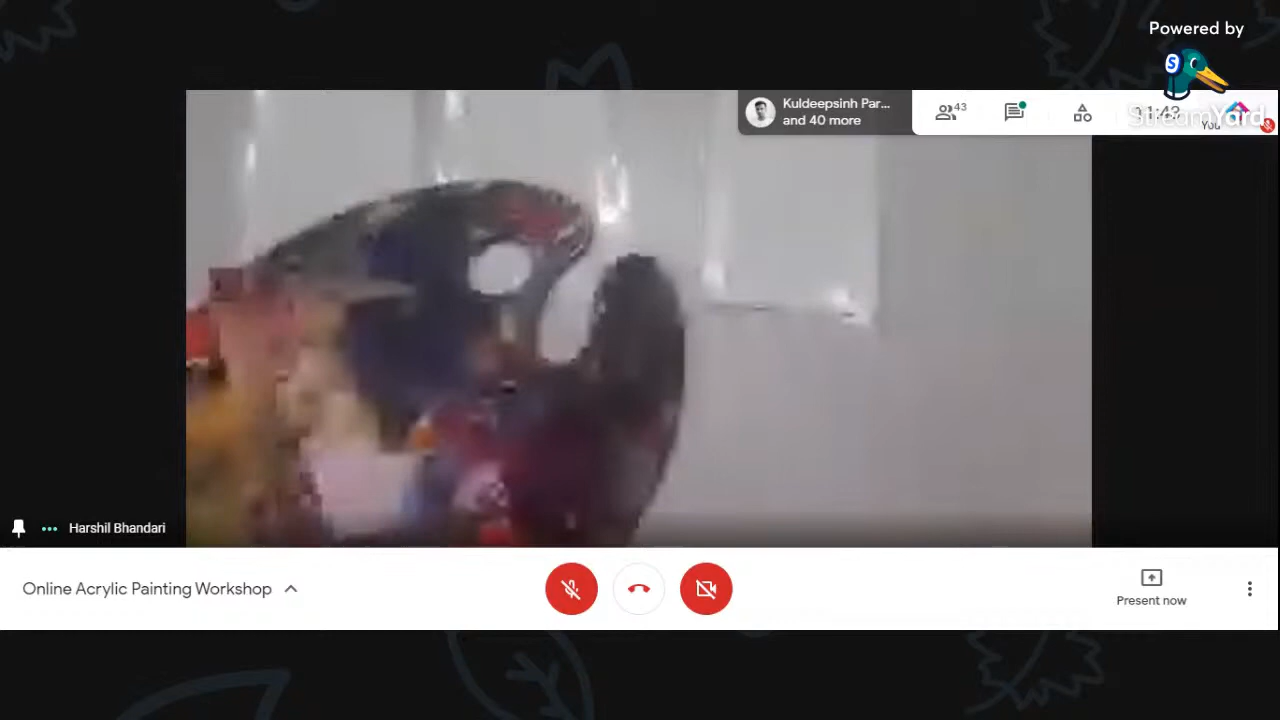 Powered by
StreamYard
Kuldeepsinh Par...
and 40 more
43
You
Harshil Bhandari
Online Acrylic Painting Workshop
Present now